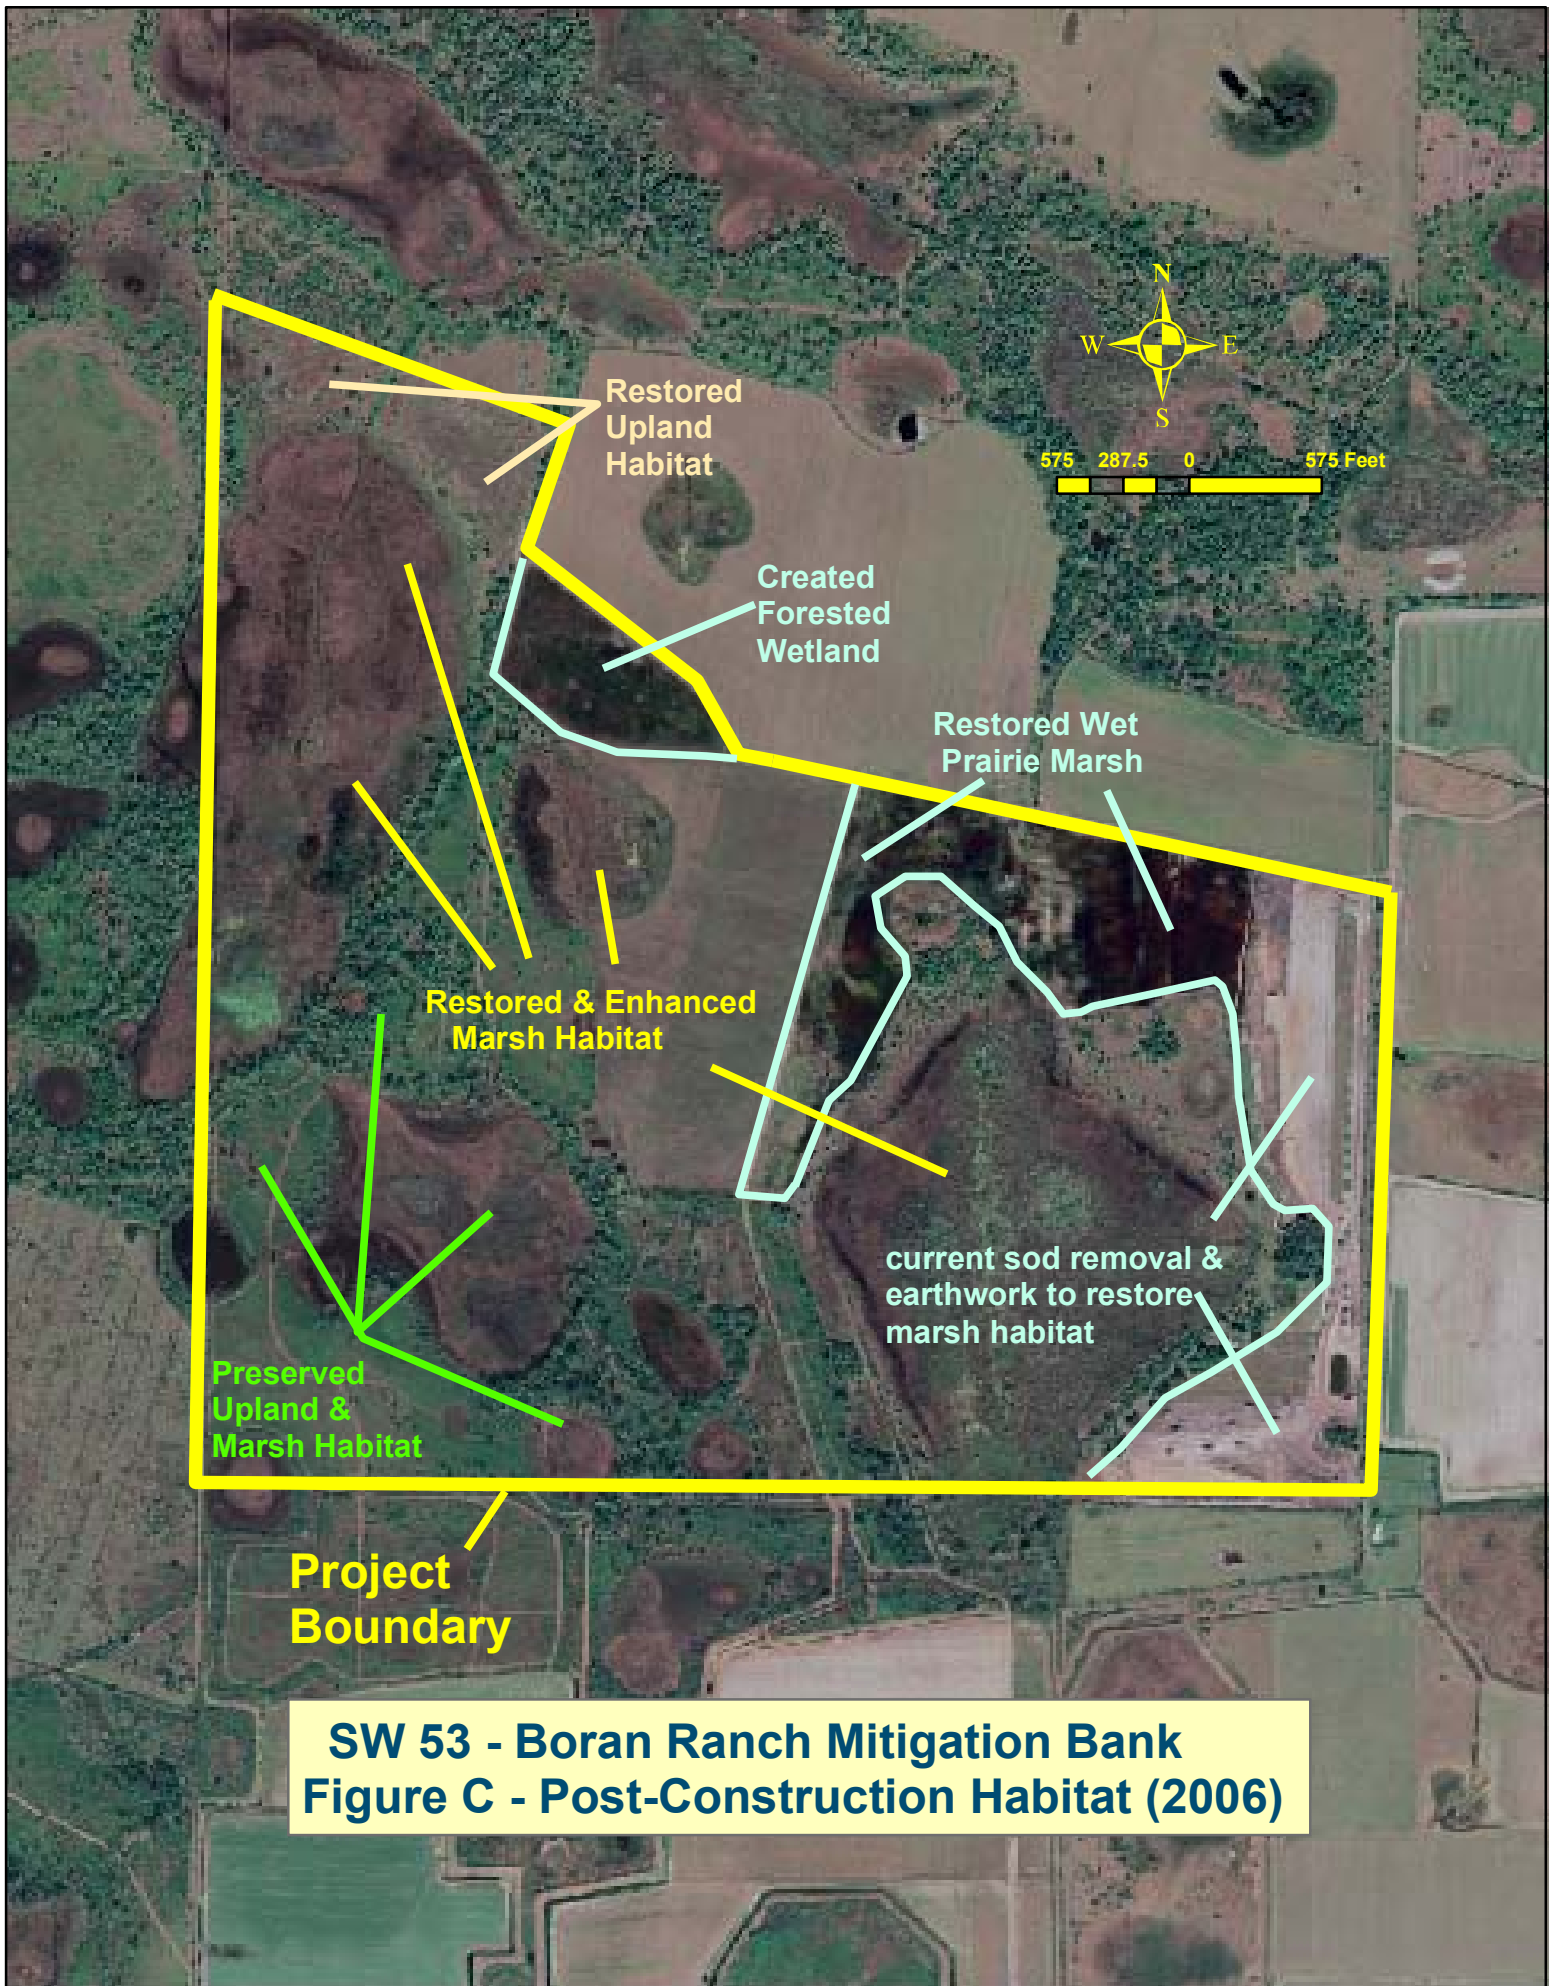 N
W E
S
575 287.5 0 575 Feet
Restored
Upland
Habitat
Created
Forested
Wetland
Restored Wet
Prairie Marsh
Restored & Enhanced
Marsh Habitat
current sod removal &
earthwork to restore
marsh habitat
Preserved
Upland &
Marsh Habitat
Project
Boundary
SW 53 - Boran Ranch Mitigation Bank
Figure C - Post-Construction Habitat (2006)